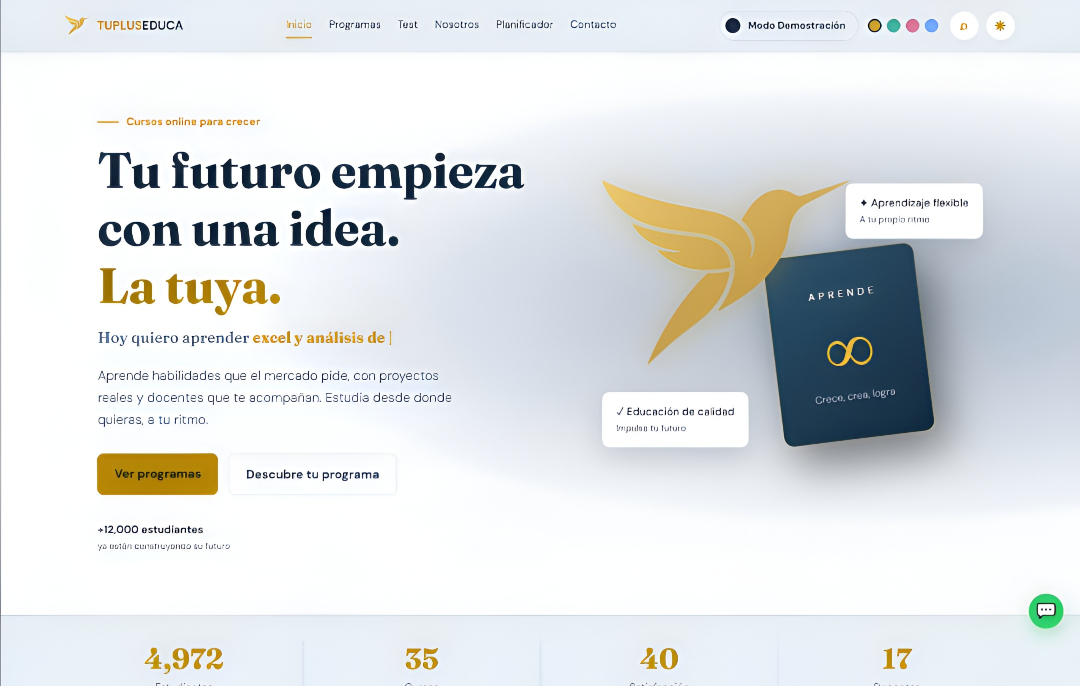 TUPLUSEDUCA
Inicio Programas Test Nosotros Planificador Contacto
Modo Demostración
Cursos online para crecer
Tu futuro empieza
con una idea.
La tuya.
Hoy quiero aprender excel y análisis de |
Aprende habilidades que el mercado pide, con proyectos
reales y docentes que te acompañan. Estudia desde donde
quieras, a tu ritmo.
Ver programas
Descubre tu programa
+12,000 estudiantes
ya están construyendo su futuro
✦ Aprendizaje flexible
A tu propio ritmo
APRENDE
∞
Crece, crea, logra
✓ Educación de calidad
Impulsa tu futuro
4,972
35
40
17